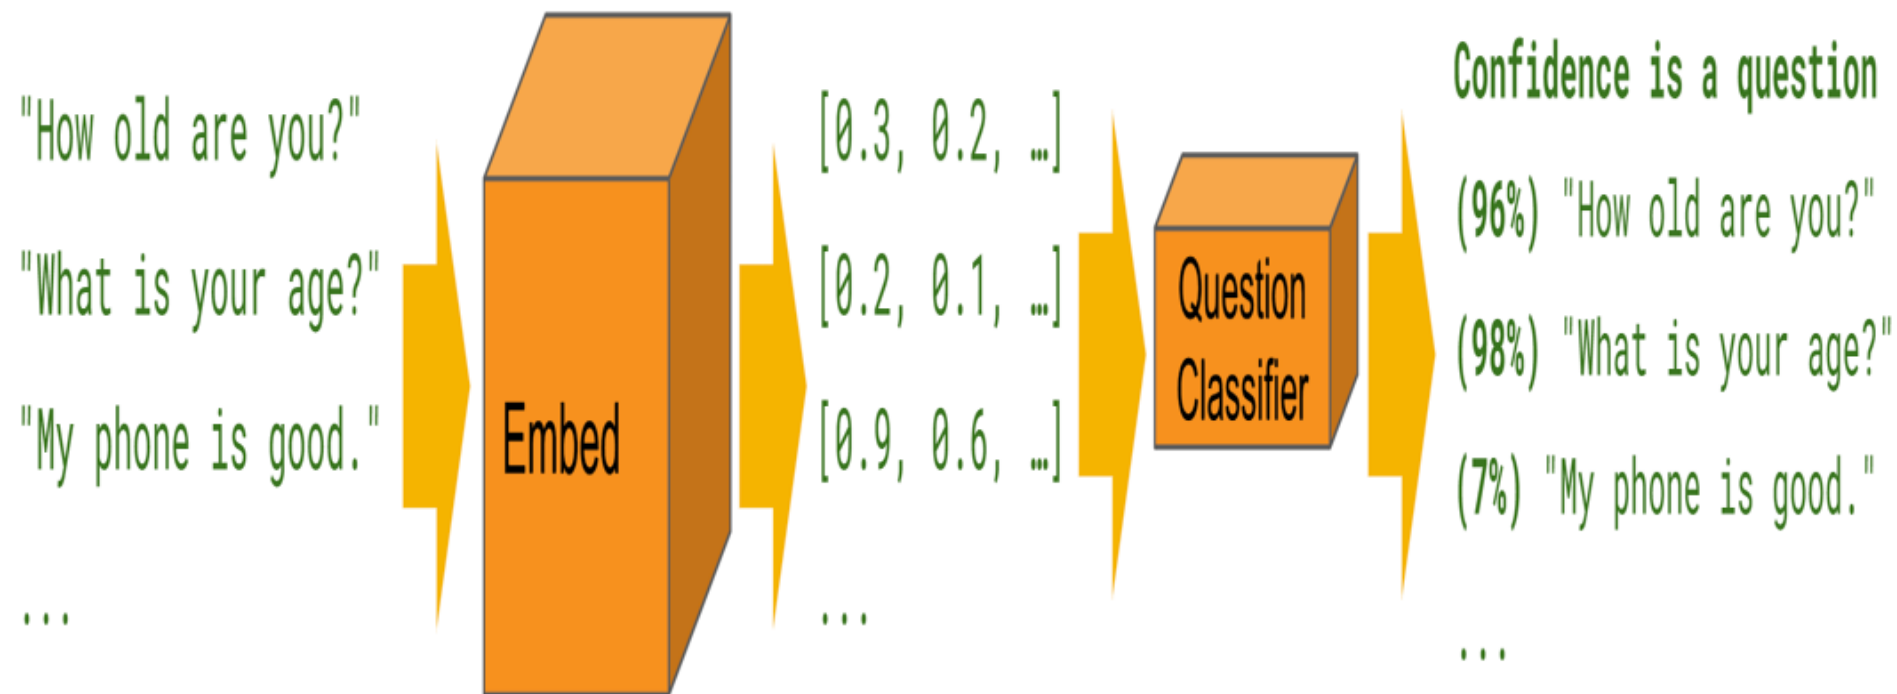 "How old are you?"
"What is your age?"
"My phone is good."
...
Embed
[0.3, 0.2, …]
[0.2, 0.1, …]
[0.9, 0.6, …]
...
Question
Classifier
Confidence is a question
(96%) "How old are you?"
(98%) "What is your age?"
(7%) "My phone is good."
...